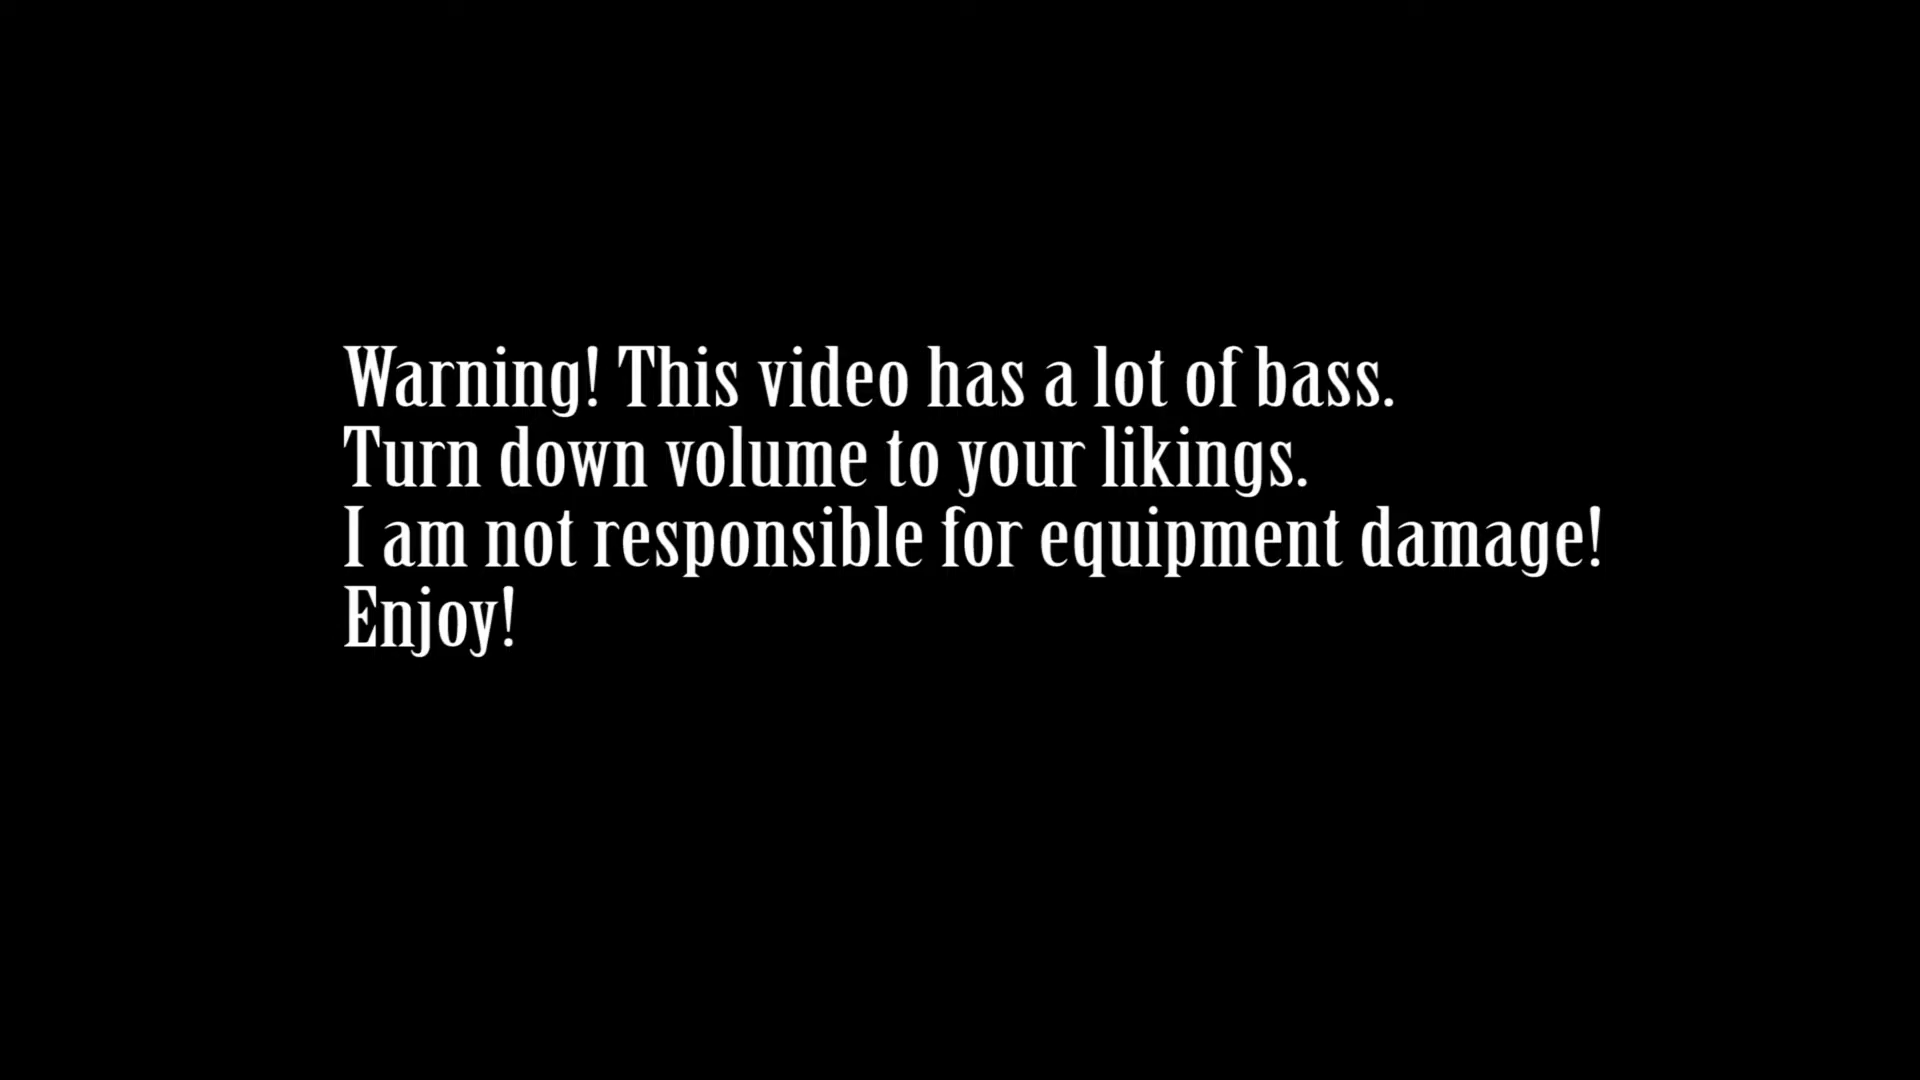 Warning! This video has a lot of bass.
Turn down volume to your likings.
I am not responsible for equipment damage!
Enjoy!